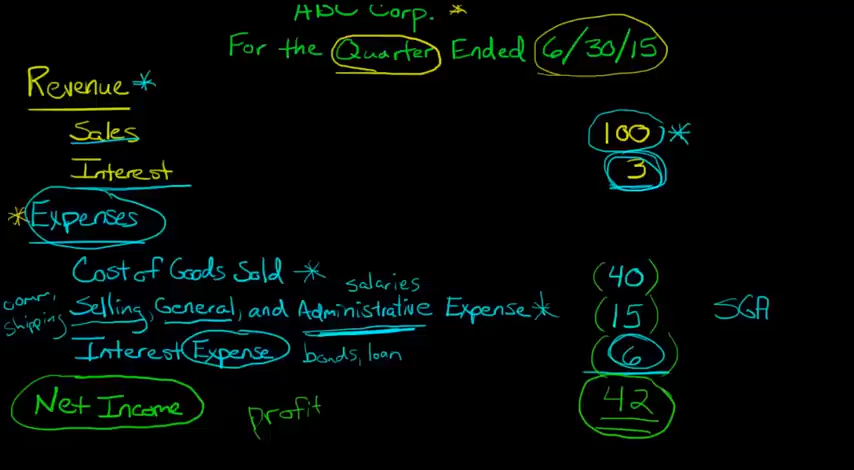 ABC Corp. *
For the Quarter Ended 6/30/15
Revenue *
Sales 100 *
Interest 3
* Expenses
Cost of Goods Sold * (40)
salaries
comm, shipping
Selling, General, and Administrative Expense * (15) SGA
Interest Expense bonds, loan (6)
Net Income profit 42